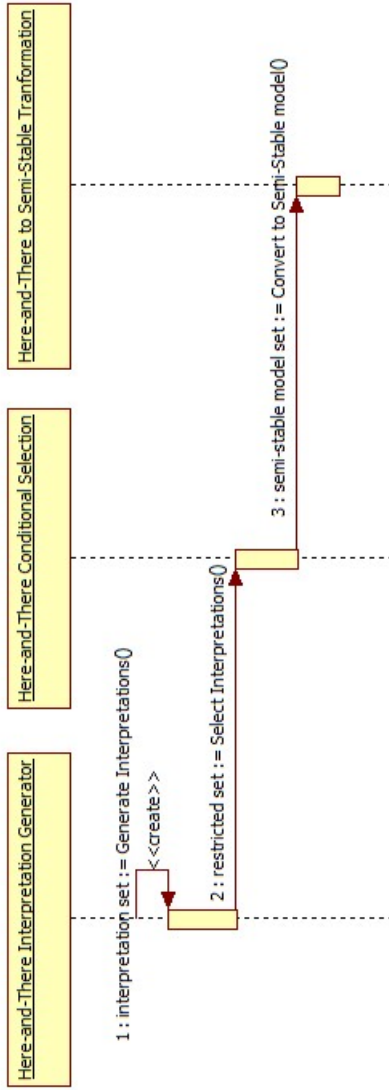 Here-and-There Interpretation Generator
Here-and-There Conditional Selection
Here-and-There to Semi-Stable Tranformation
1 : interpretation set := Generate Interpretations()
<<create>>
2 : restricted set := Select Interpretations()
3 : semi-stable model set := Convert to Semi-Stable model()